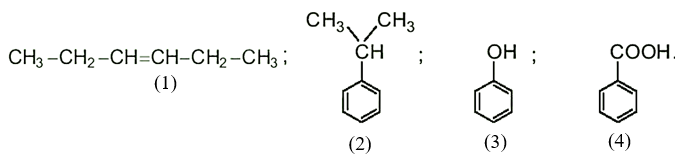 CH₃–CH₂–CH=CH–CH₂–CH₃ ;
(1)
CH₃ CH₃
CH ;
(2)
OH ;
(3)
COOH.
(4)